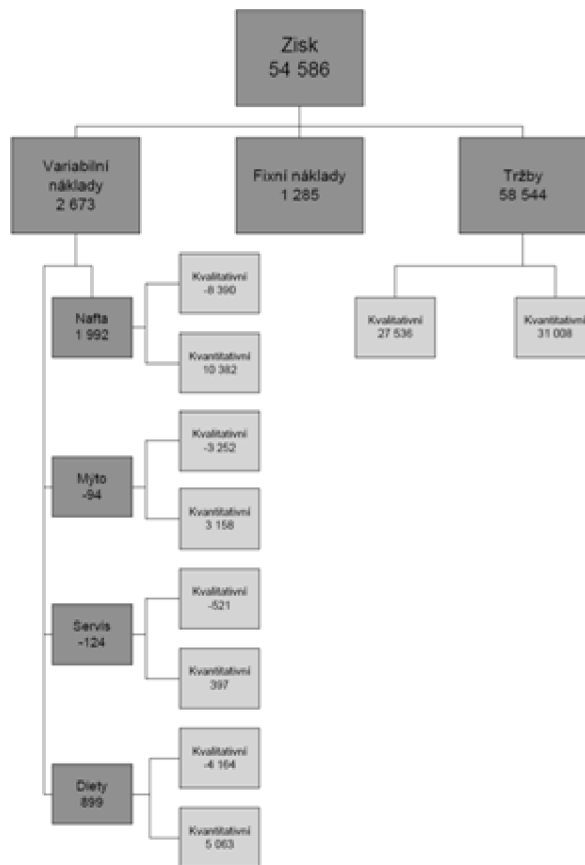 Zisk
54 586
Variabilní
náklady
2 673
Fixní náklady
1 285
Tržby
58 544
Nafta
1 992
Kvalitativní
-8 390
Kvantitativní
10 382
Kvalitativní
27 536
Kvantitativní
31 008
Mýto
-94
Kvalitativní
-3 252
Kvantitativní
3 158
Servis
-124
Kvalitativní
-521
Kvantitativní
397
Diety
899
Kvalitativní
-4 164
Kvantitativní
5 063